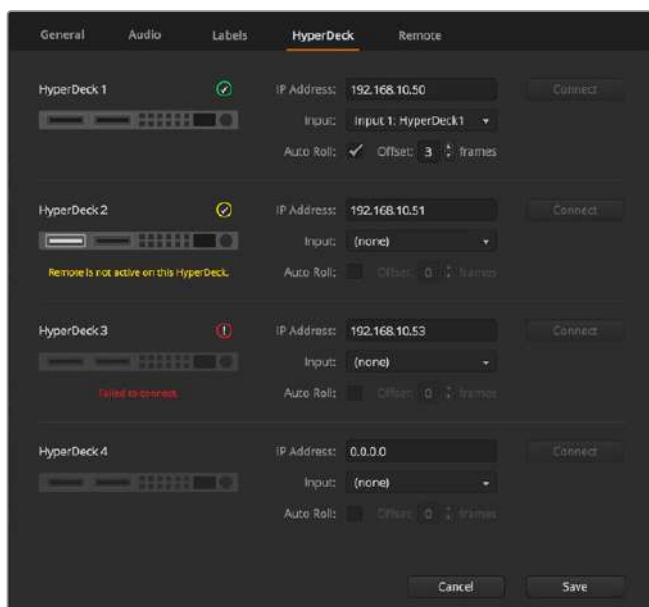 General Audio Labels HyperDeck Remote
HyperDeck 1 IP Address: 192.168.10.50 Connect
Input: Input 1: HyperDeck1
Auto Roll: Offset: 3 frames
HyperDeck 2 IP Address: 192.168.10.51 Connect
Input: (none)
Remote is not active on this HyperDeck. Auto Roll: Offset: 0 frames
HyperDeck 3 IP Address: 192.168.10.53 Connect
Input: (none)
Failed to connect. Auto Roll: Offset: 0 frames
HyperDeck 4 IP Address: 0.0.0.0 Connect
Input: (none)
Auto Roll: Offset: 0 frames
Cancel Save